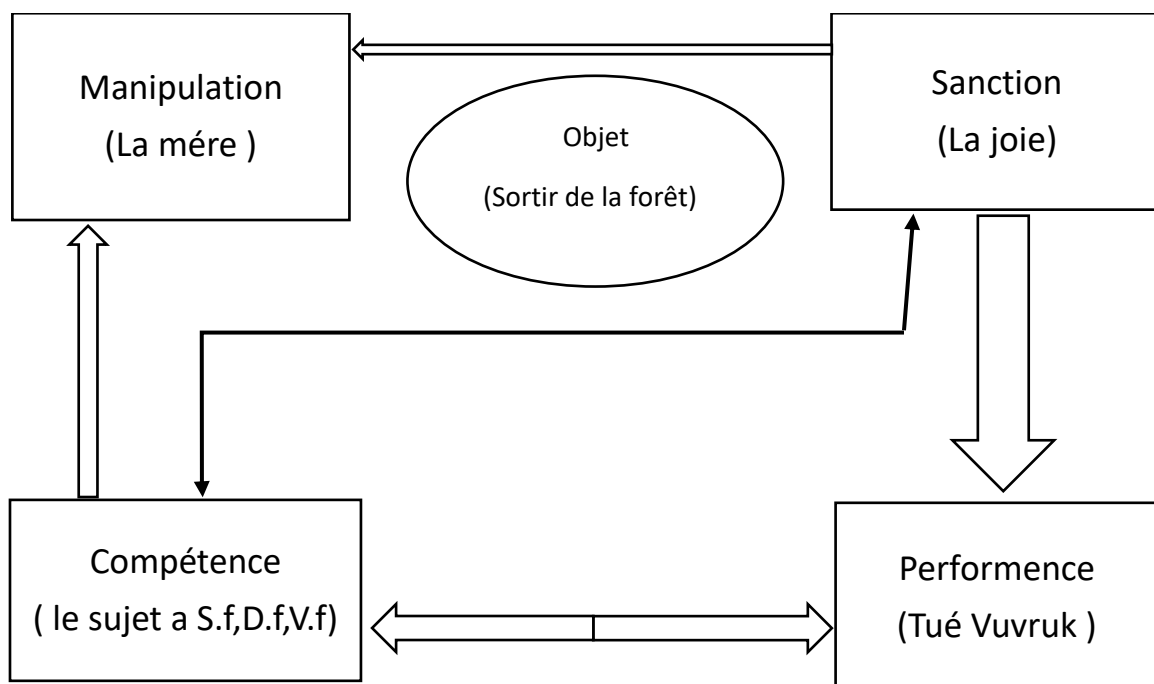 Manipulation
(La mére )
Sanction
(La joie)
Objet
(Sortir de la forêt)
Compétence
( le sujet a S.f,D.f,V.f)
Performence
(Tué Vuvruk )